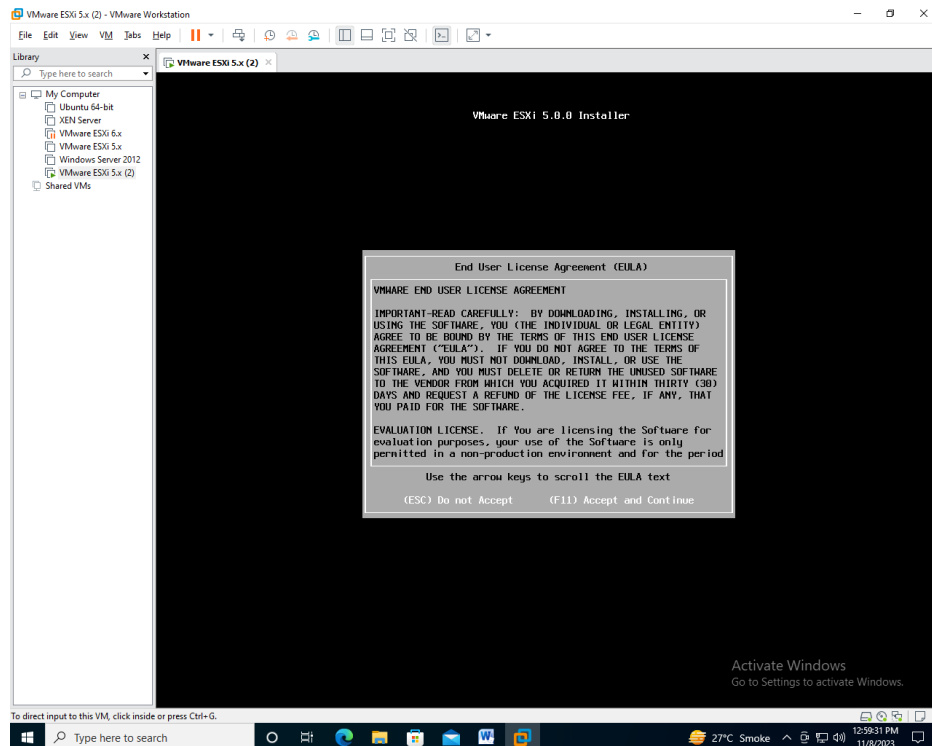 VMware ESXi 5.x (2) - VMware Workstation
File Edit View VM Tabs Help
Library
Type here to search
VMware ESXi 5.x (2)
My Computer
Ubuntu 64-bit
XEN Server
VMware ESXi 6.x
VMware ESXi 5.x
Windows Server 2012
VMware ESXi 5.x (2)
Shared VMs
VMware ESXi 5.0.0 Installer
End User License Agreement (EULA)
VMWARE END USER LICENSE AGREEMENT
IMPORTANT-READ CAREFULLY: BY DOWNLOADING, INSTALLING, OR
USING THE SOFTWARE, YOU (THE INDIVIDUAL OR LEGAL ENTITY)
AGREE TO BE BOUND BY THE TERMS OF THIS END USER LICENSE
AGREEMENT ("EULA"). IF YOU DO NOT AGREE TO THE TERMS OF
THIS EULA, YOU MUST NOT DOWNLOAD, INSTALL, OR USE THE
SOFTWARE, AND YOU MUST DELETE OR RETURN THE UNUSED SOFTWARE
TO THE VENDOR FROM WHICH YOU ACQUIRED IT WITHIN THIRTY (30)
DAYS AND REQUEST A REFUND OF THE LICENSE FEE, IF ANY, THAT
YOU PAID FOR THE SOFTWARE.
EVALUATION LICENSE. If You are licensing the Software for
evaluation purposes, your use of the Software is only
permitted in a non-production environment and for the period
Use the arrow keys to scroll the EULA text
(ESC) Do not Accept (F11) Accept and Continue
Activate Windows
Go to Settings to activate Windows.
To direct input to this VM, click inside or press Ctrl+G.
Type here to search
27°C Smoke
12:59:31 PM
11/8/2023